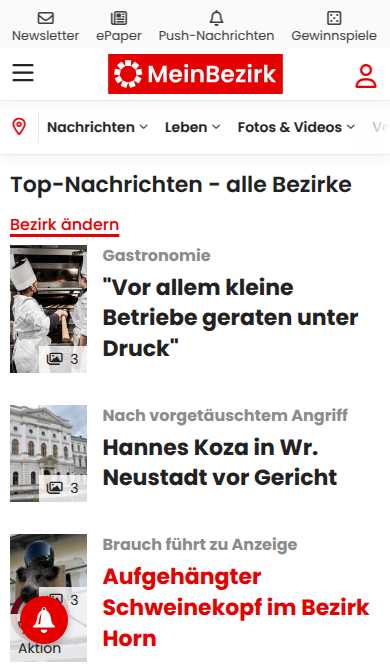 Newsletter ePaper Push-Nachrichten Gewinnspiele
MeinBezirk
Nachrichten Leben Fotos & Videos
Top-Nachrichten - alle Bezirke
Bezirk ändern
Gastronomie
"Vor allem kleine
Betriebe geraten unter
Druck"
3
Nach vorgetäuschtem Angriff
Hannes Koza in Wr.
Neustadt vor Gericht
3
Brauch führt zu Anzeige
Aufgehängter
Schweinekopf im Bezirk
Horn
3
Aktion